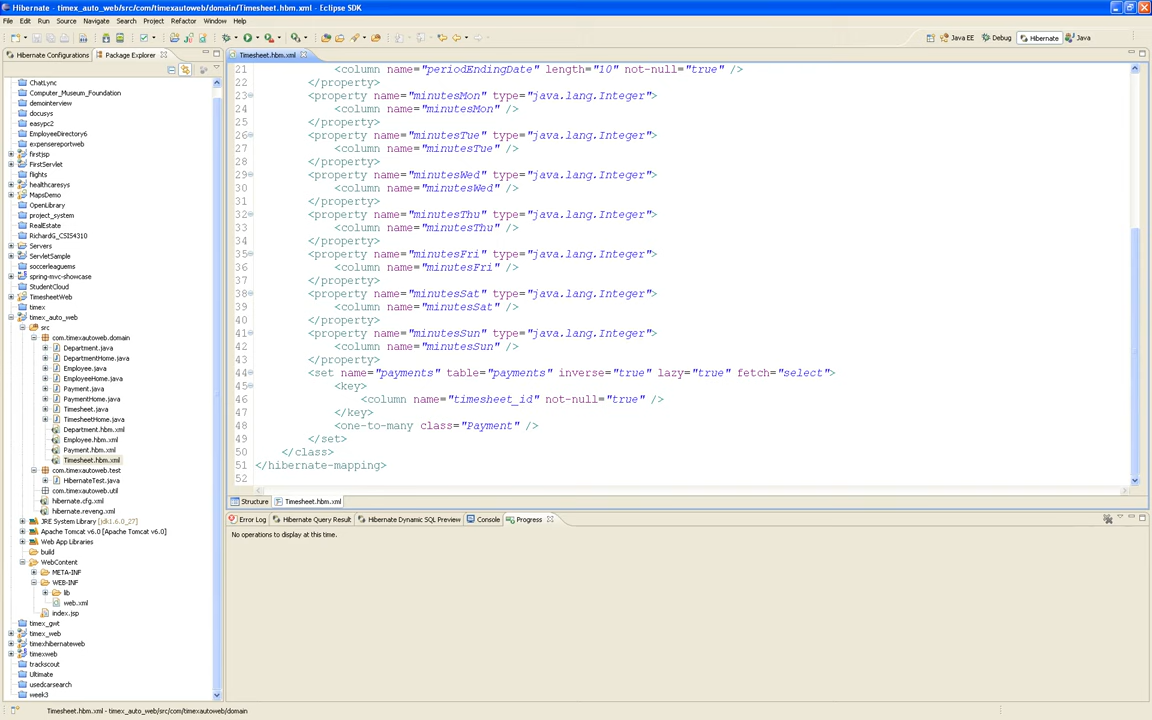 Hibernate - timex_auto_web/src/com/timexautoweb/domain/Timesheet.hbm.xml - Eclipse SDK
File Edit Run Source Navigate Search Project Refactor Window Help
Java EE Debug Hibernate Java
Hibernate Configurations Package Explorer
ChatLync
Computer_Museum_Foundation
demointerview
docusys
easypc2
EmployeeDirectory6
expensereportweb
firstjsp
FirstServlet
flights
healthcaresys
MapsDemo
OpenLibrary
project_system
RealEstate
RichardG_CSIS4310
Servers
ServletSample
soccerleaguems
spring-mvc-showcase
StudentCloud
TimesheetWeb
timex
timex_auto_web
src
com.timexautoweb.domain
Department.java
DepartmentHome.java
Employee.java
EmployeeHome.java
Payment.java
PaymentHome.java
Timesheet.java
TimesheetHome.java
Department.hbm.xml
Employee.hbm.xml
Payment.hbm.xml
Timesheet.hbm.xml
com.timexautoweb.test
HibernateTest.java
com.timexautoweb.util
hibernate.cfg.xml
hibernate.reveng.xml
JRE System Library [jdk1.6.0_27]
Apache Tomcat v6.0 [Apache Tomcat v6.0]
Web App Libraries
build
WebContent
META-INF
WEB-INF
lib
web.xml
index.jsp
timex_gwt
timex_web
timexhibernateweb
timexweb
trackscout
Ultimate
usedcarsearch
week3
Timesheet.hbm.xml
21 <column name="periodEndingDate" length="10" not-null="true" />
22 </property>
23 <property name="minutesMon" type="java.lang.Integer">
24 <column name="minutesMon" />
25 </property>
26 <property name="minutesTue" type="java.lang.Integer">
27 <column name="minutesTue" />
28 </property>
29 <property name="minutesWed" type="java.lang.Integer">
30 <column name="minutesWed" />
31 </property>
32 <property name="minutesThu" type="java.lang.Integer">
33 <column name="minutesThu" />
34 </property>
35 <property name="minutesFri" type="java.lang.Integer">
36 <column name="minutesFri" />
37 </property>
38 <property name="minutesSat" type="java.lang.Integer">
39 <column name="minutesSat" />
40 </property>
41 <property name="minutesSun" type="java.lang.Integer">
42 <column name="minutesSun" />
43 </property>
44 <set name="payments" table="payments" inverse="true" lazy="true" fetch="select">
45 <key>
46 <column name="timesheet_id" not-null="true" />
47 </key>
48 <one-to-many class="Payment" />
49 </set>
50 </class>
51 </hibernate-mapping>
52
Structure Timesheet.hbm.xml
Error Log Hibernate Query Result Hibernate Dynamic SQL Preview Console Progress
No operations to display at this time.
Timesheet.hbm.xml - timex_auto_web/src/com/timexautoweb/domain